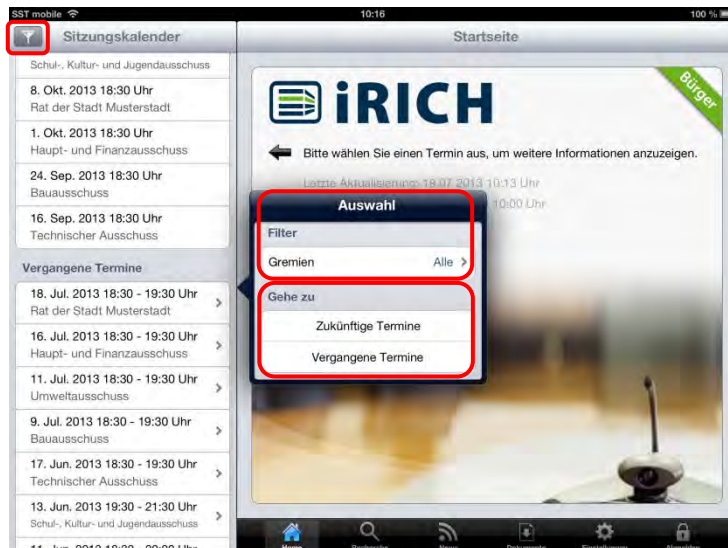 SST mobile
10:16
100 %
Sitzungskalender
Startseite
Schul-, Kultur- und Jugendausschuss
8. Okt. 2013 18:30 Uhr
Rat der Stadt Musterstadt
1. Okt. 2013 18:30 Uhr
Haupt- und Finanzausschuss
24. Sep. 2013 18:30 Uhr
Bauausschuss
16. Sep. 2013 18:30 Uhr
Technischer Ausschuss
Vergangene Termine
18. Jul. 2013 18:30 - 19:30 Uhr
Rat der Stadt Musterstadt
16. Jul. 2013 18:30 - 19:30 Uhr
Haupt- und Finanzausschuss
11. Jul. 2013 18:30 - 19:30 Uhr
Umweltausschuss
9. Jul. 2013 18:30 - 19:30 Uhr
Bauausschuss
17. Jun. 2013 18:30 - 19:30 Uhr
Technischer Ausschuss
13. Jun. 2013 19:30 - 21:30 Uhr
Schul-, Kultur- und Jugendausschuss
iRICH
Bürger
Bitte wählen Sie einen Termin aus, um weitere Informationen anzuzeigen.
Letzte Aktualisierung: 18.07.2013 10:13 Uhr
10:00 Uhr
Auswahl
Filter
Gremien Alle
Gehe zu
Zukünftige Termine
Vergangene Termine
Home